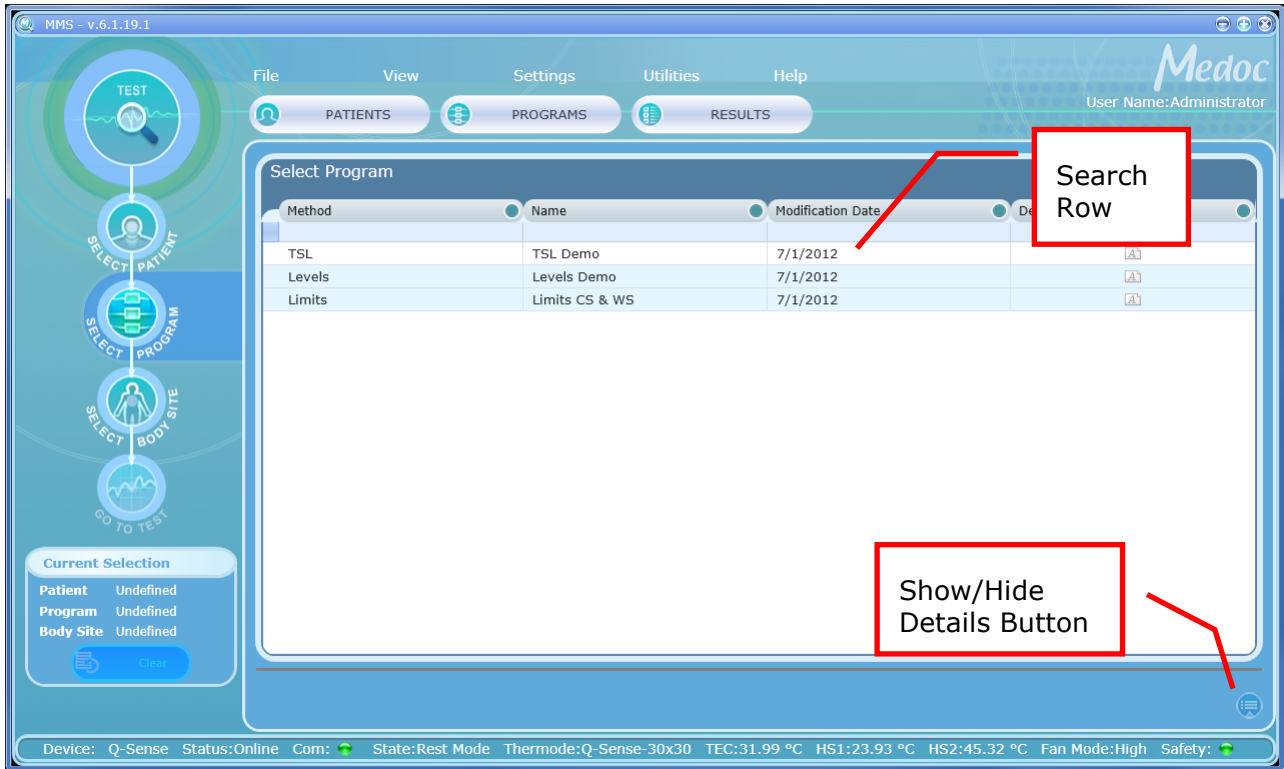 MMS - v.6.1.19.1
Medoc
File View Settings Utilities Help
User Name:Administrator
PATIENTS PROGRAMS RESULTS
TEST
SELECT PATIENT
SELECT PROGRAM
SELECT BODY SITE
GO TO TEST
Select Program
Method Name Modification Date De
TSL TSL Demo 7/1/2012 A
Levels Levels Demo 7/1/2012 A
Limits Limits CS & WS 7/1/2012 A
Search
Row
Show/Hide
Details Button
Current Selection
Patient Undefined
Program Undefined
Body Site Undefined
Clear
Device: Q-Sense Status:Online Com: State:Rest Mode Thermode:Q-Sense-30x30 TEC:31.99 °C HS1:23.93 °C HS2:45.32 °C Fan Mode:High Safety: